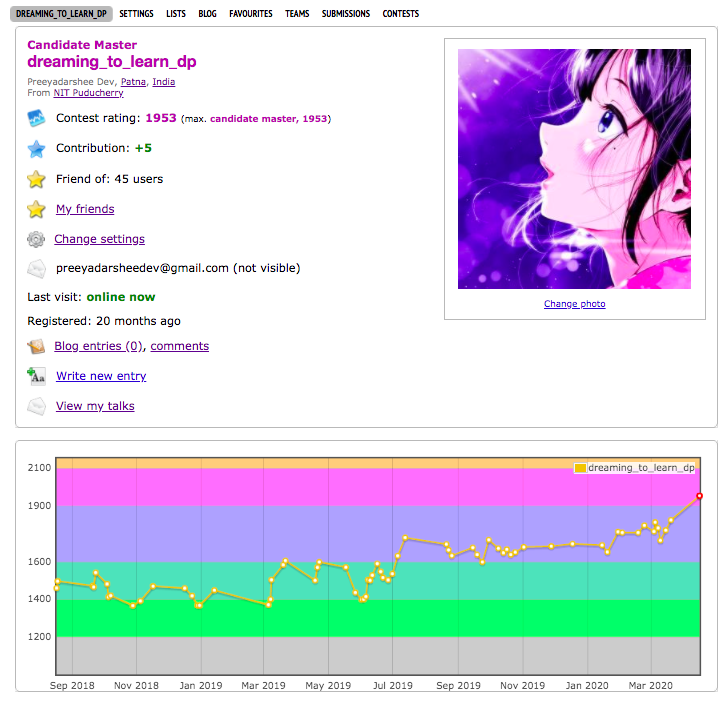 DREAMING_TO_LEARN_DP SETTINGS LISTS BLOG FAVOURITES TEAMS SUBMISSIONS CONTESTS
Candidate Master
dreaming_to_learn_dp
Preeyadarshee Dev, Patna, India
From NIT Puducherry
Contest rating: 1953 (max. candidate master, 1953)
Contribution: +5
Friend of: 45 users
My friends
Change settings
preeyadarsheedev@gmail.com (not visible)
Last visit: online now
Registered: 20 months ago
Blog entries (0), comments
Aa Write new entry
View my talks
Change photo
dreaming_to_learn_dp
2100
1900
1600
1400
1200
Sep 2018 Nov 2018 Jan 2019 Mar 2019 May 2019 Jul 2019 Sep 2019 Nov 2019 Jan 2020 Mar 2020